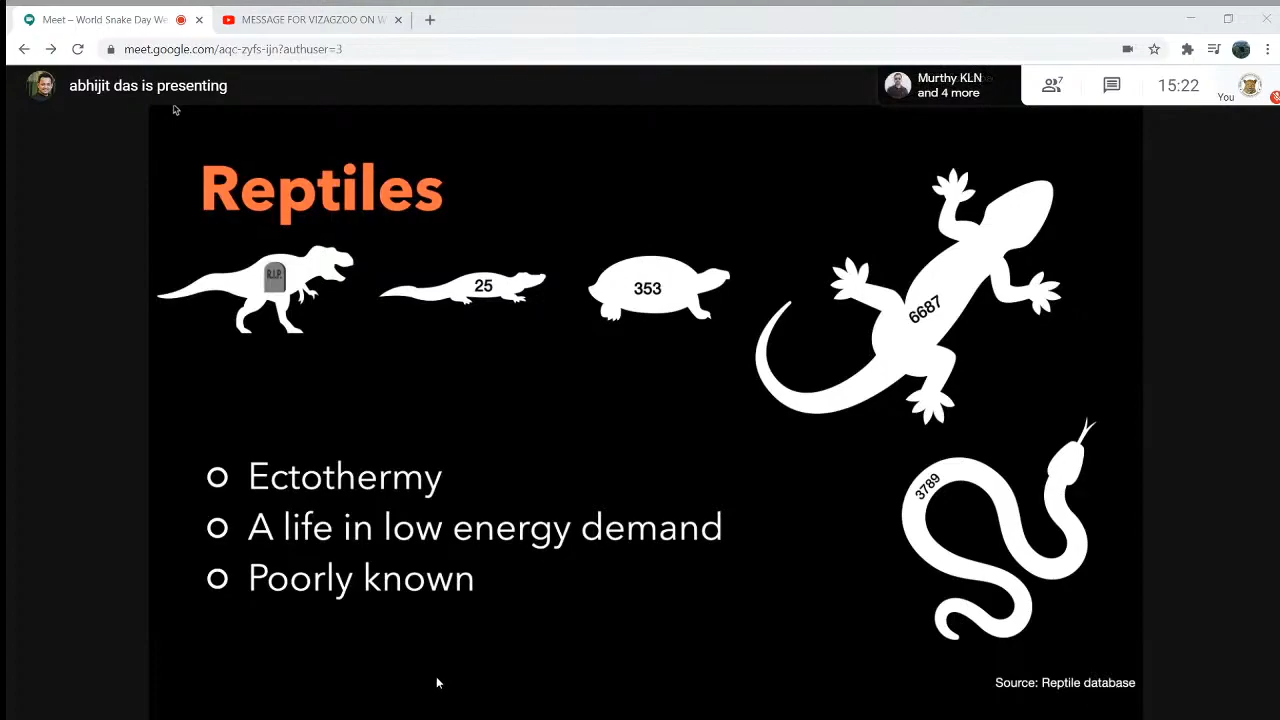 Meet – World Snake Day We
MESSAGE FOR VIZAGZOO ON W
meet.google.com/aqc-zyfs-ijn?authuser=3
abhijit das is presenting
Murthy KLN
and 4 more
7
15:22
You
Reptiles
R.I.P.
25
353
6687
3789
Ectothermy
A life in low energy demand
Poorly known
Source: Reptile database